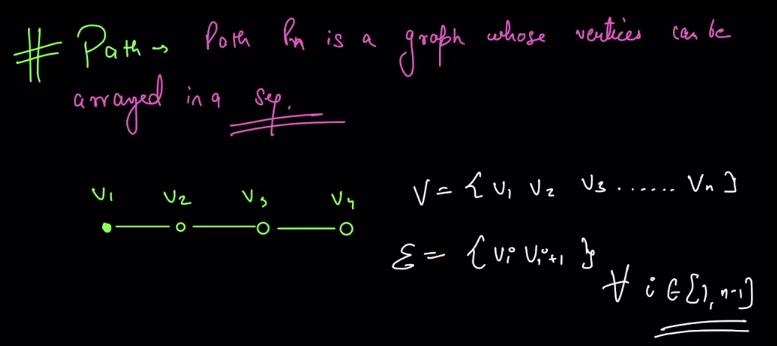 # Path → Path Pn is a graph whose vertices can be
arrayed in a seq.
V1 V2 V3 V4
V = { V1 V2 V3 ...... Vn }
E = { Vi Vi+1 }
∀ i ∈ [1, n-1]